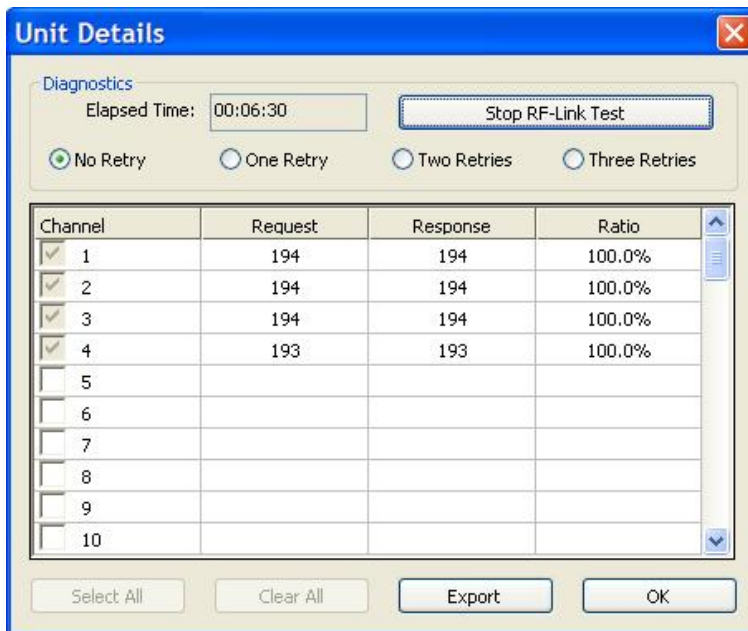 Unit Details
Diagnostics
Elapsed Time: 00:06:30 Stop RF-Link Test
No Retry One Retry Two Retries Three Retries
Channel Request Response Ratio
1 194 194 100.0%
2 194 194 100.0%
3 194 194 100.0%
4 193 193 100.0%
5
6
7
8
9
10
Select All Clear All Export OK